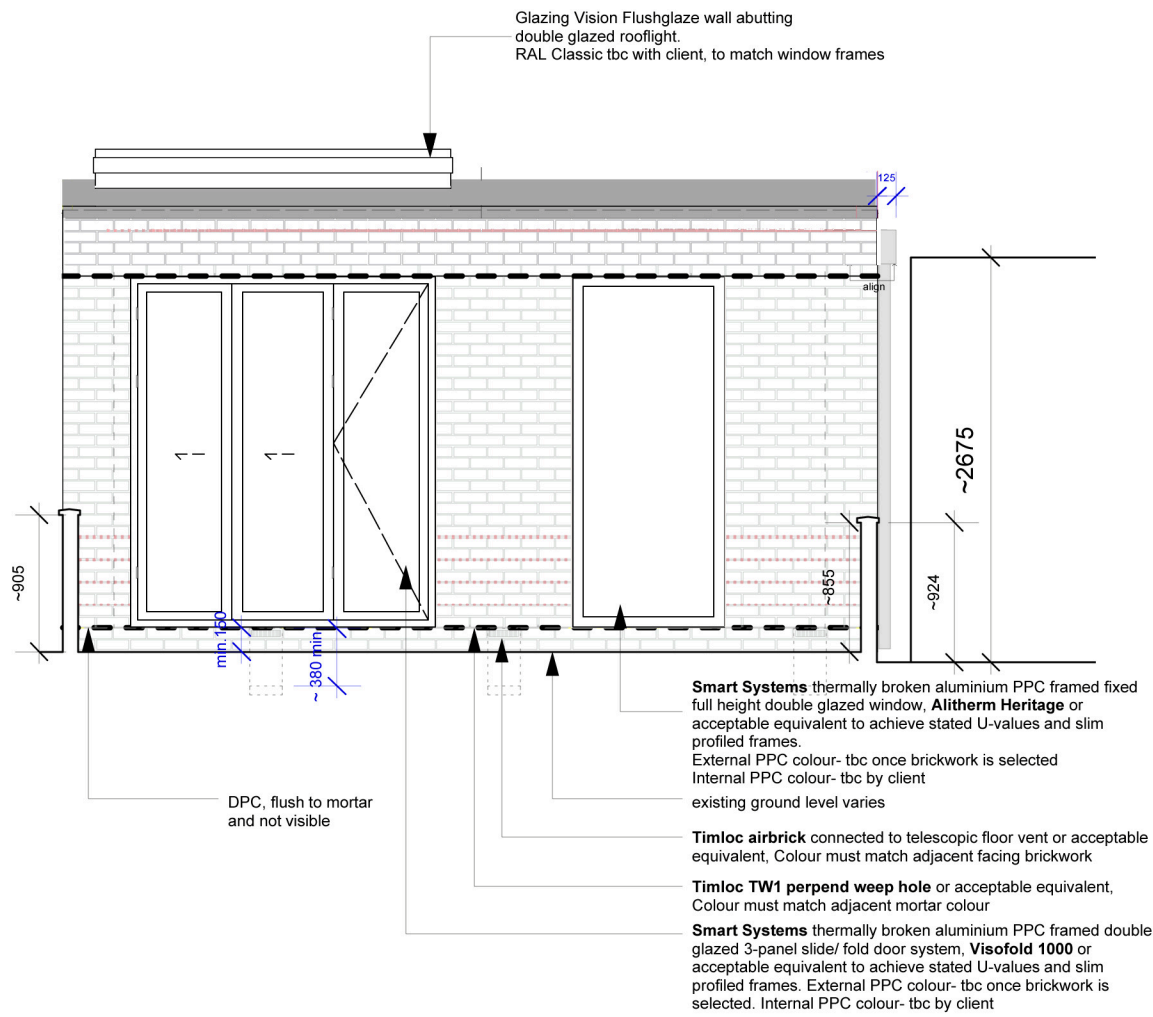 Glazing Vision Flushglaze wall abutting
double glazed rooflight.
RAL Classic tbc with client, to match window frames
125
align
~2675
~905
~855
~924
min.150
~ 380 min
Smart Systems thermally broken aluminium PPC framed fixed
full height double glazed window, Alitherm Heritage or
acceptable equivalent to achieve stated U-values and slim
profiled frames.
External PPC colour- tbc once brickwork is selected
Internal PPC colour- tbc by client
DPC, flush to mortar
and not visible
existing ground level varies
Timloc airbrick connected to telescopic floor vent or acceptable
equivalent, Colour must match adjacent facing brickwork
Timloc TW1 perpend weep hole or acceptable equivalent,
Colour must match adjacent mortar colour
Smart Systems thermally broken aluminium PPC framed double
glazed 3-panel slide/ fold door system, Visofold 1000 or
acceptable equivalent to achieve stated U-values and slim
profiled frames. External PPC colour- tbc once brickwork is
selected. Internal PPC colour- tbc by client